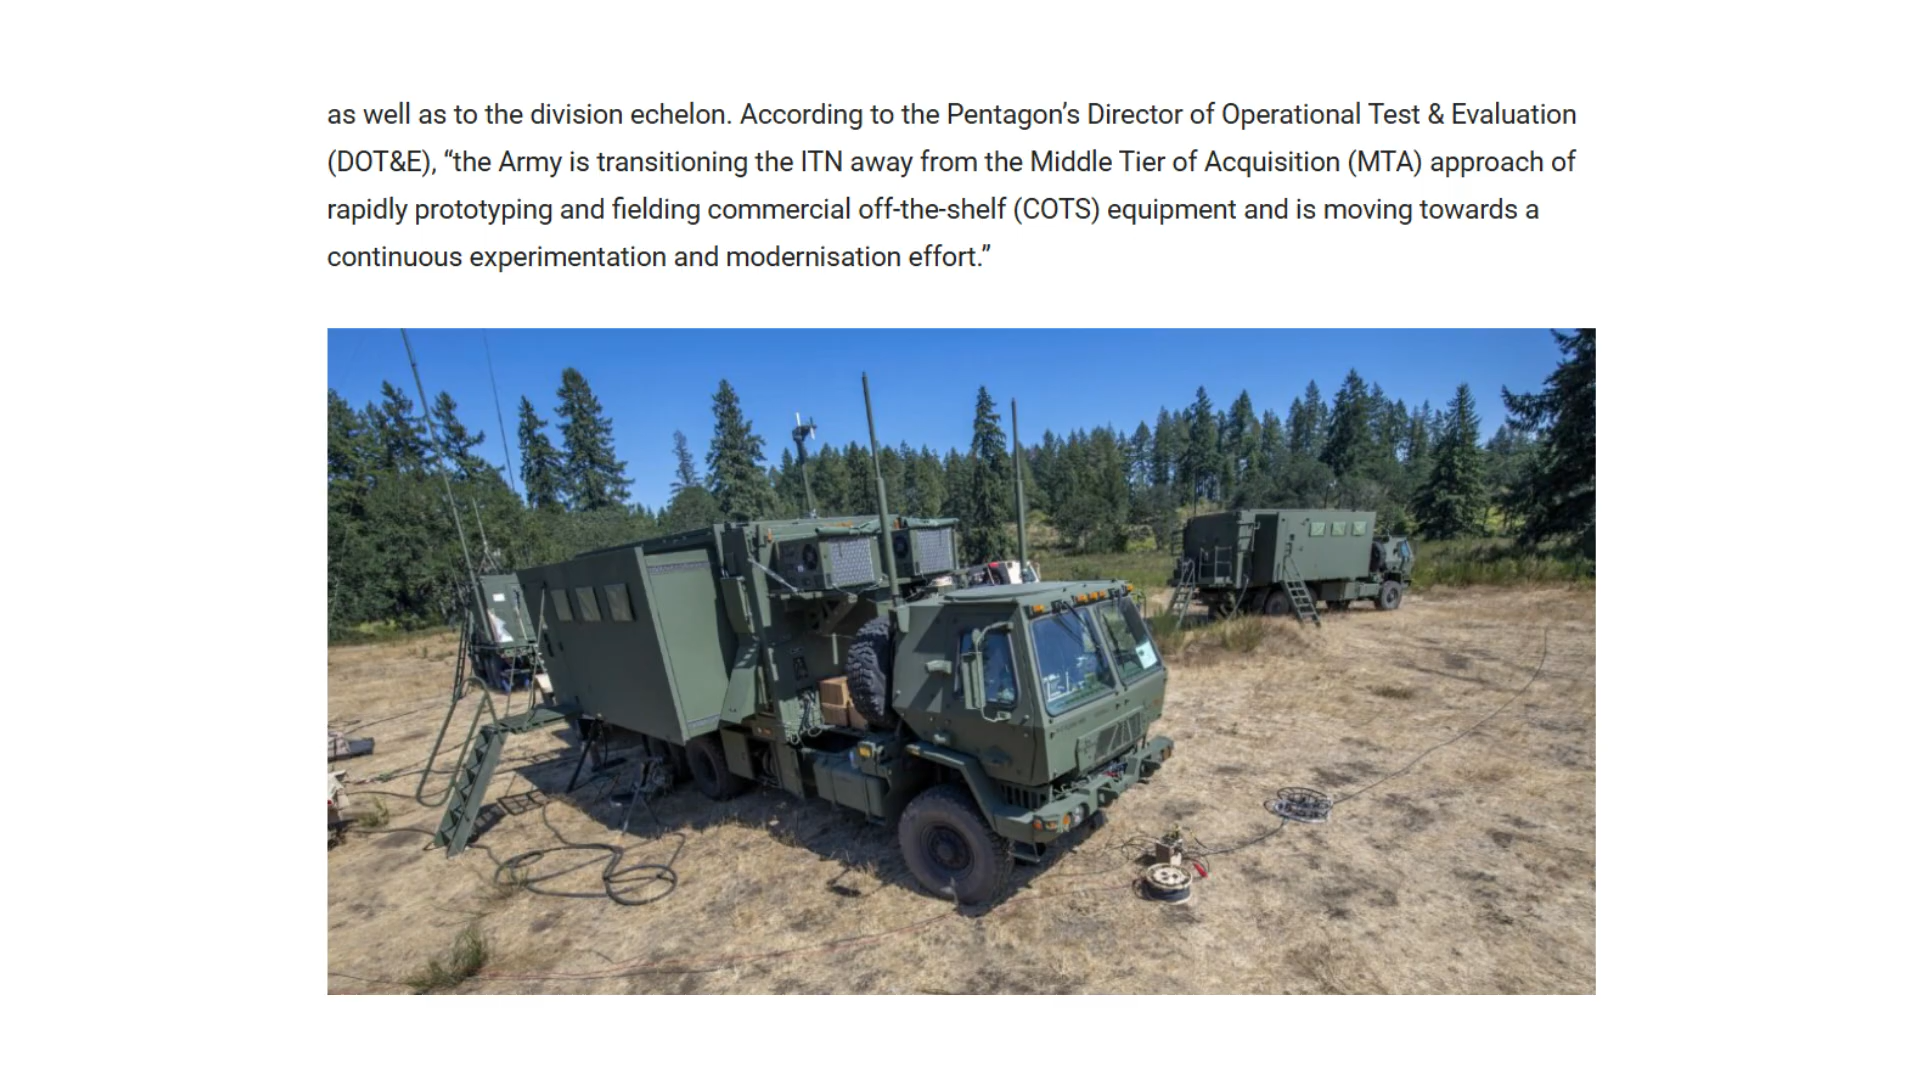 as well as to the division echelon. According to the Pentagon’s Director of Operational Test & Evaluation
(DOT&E), “the Army is transitioning the ITN away from the Middle Tier of Acquisition (MTA) approach of
rapidly prototyping and fielding commercial off-the-shelf (COTS) equipment and is moving towards a
continuous experimentation and modernisation effort.”